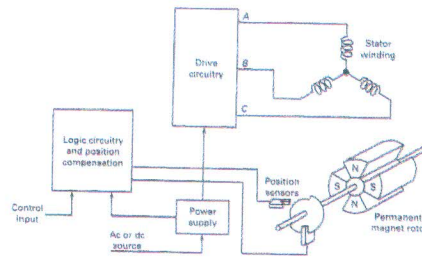 A
Stator
winding
Drive
circuitry
B
C
Logic circuitry
and position
compensation
Position
sensors
N
S
S
N
Control
input
Power
supply
Permanent
magnet roto
Ac or dc
source